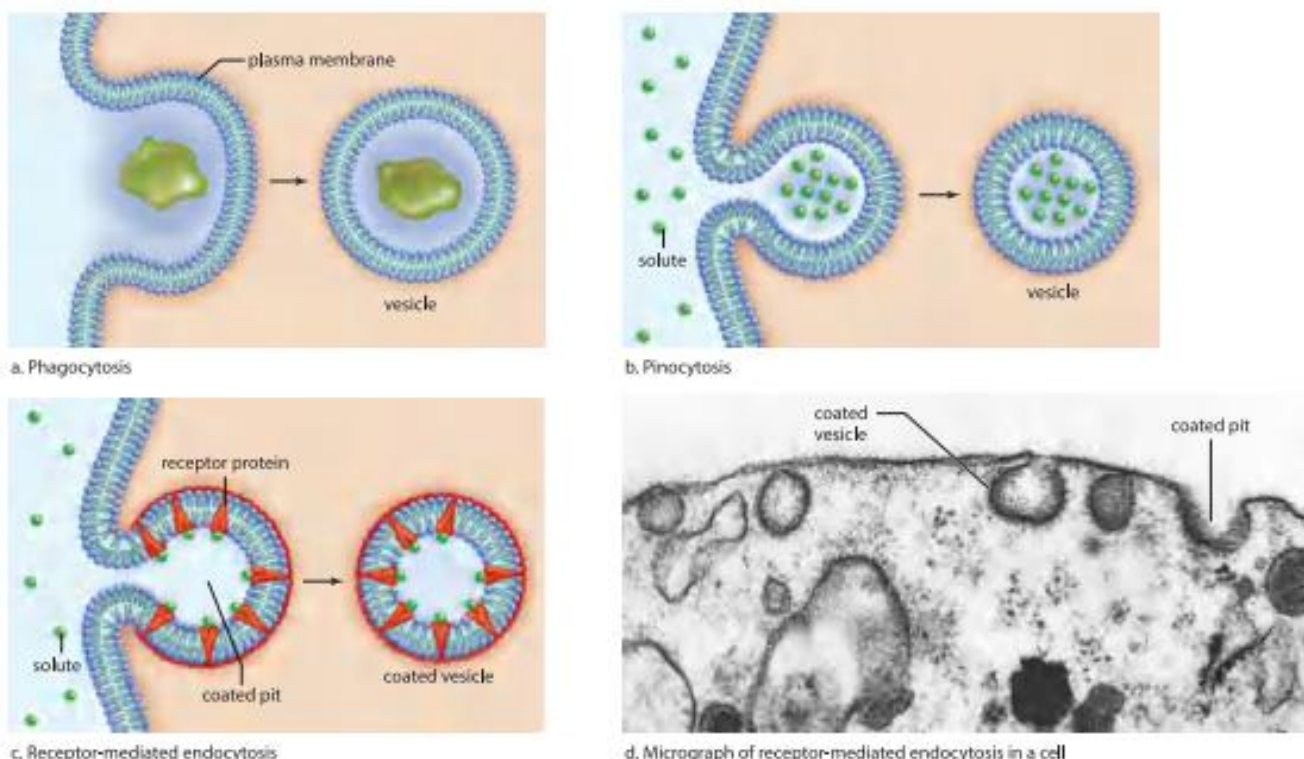 plasma membrane
vesicle
a. Phagocytosis
solute
vesicle
b. Pinocytosis
receptor protein
solute
coated pit
coated vesicle
c. Receptor-mediated endocytosis
coated
vesicle
coated pit
d. Micrograph of receptor-mediated endocytosis in a cell